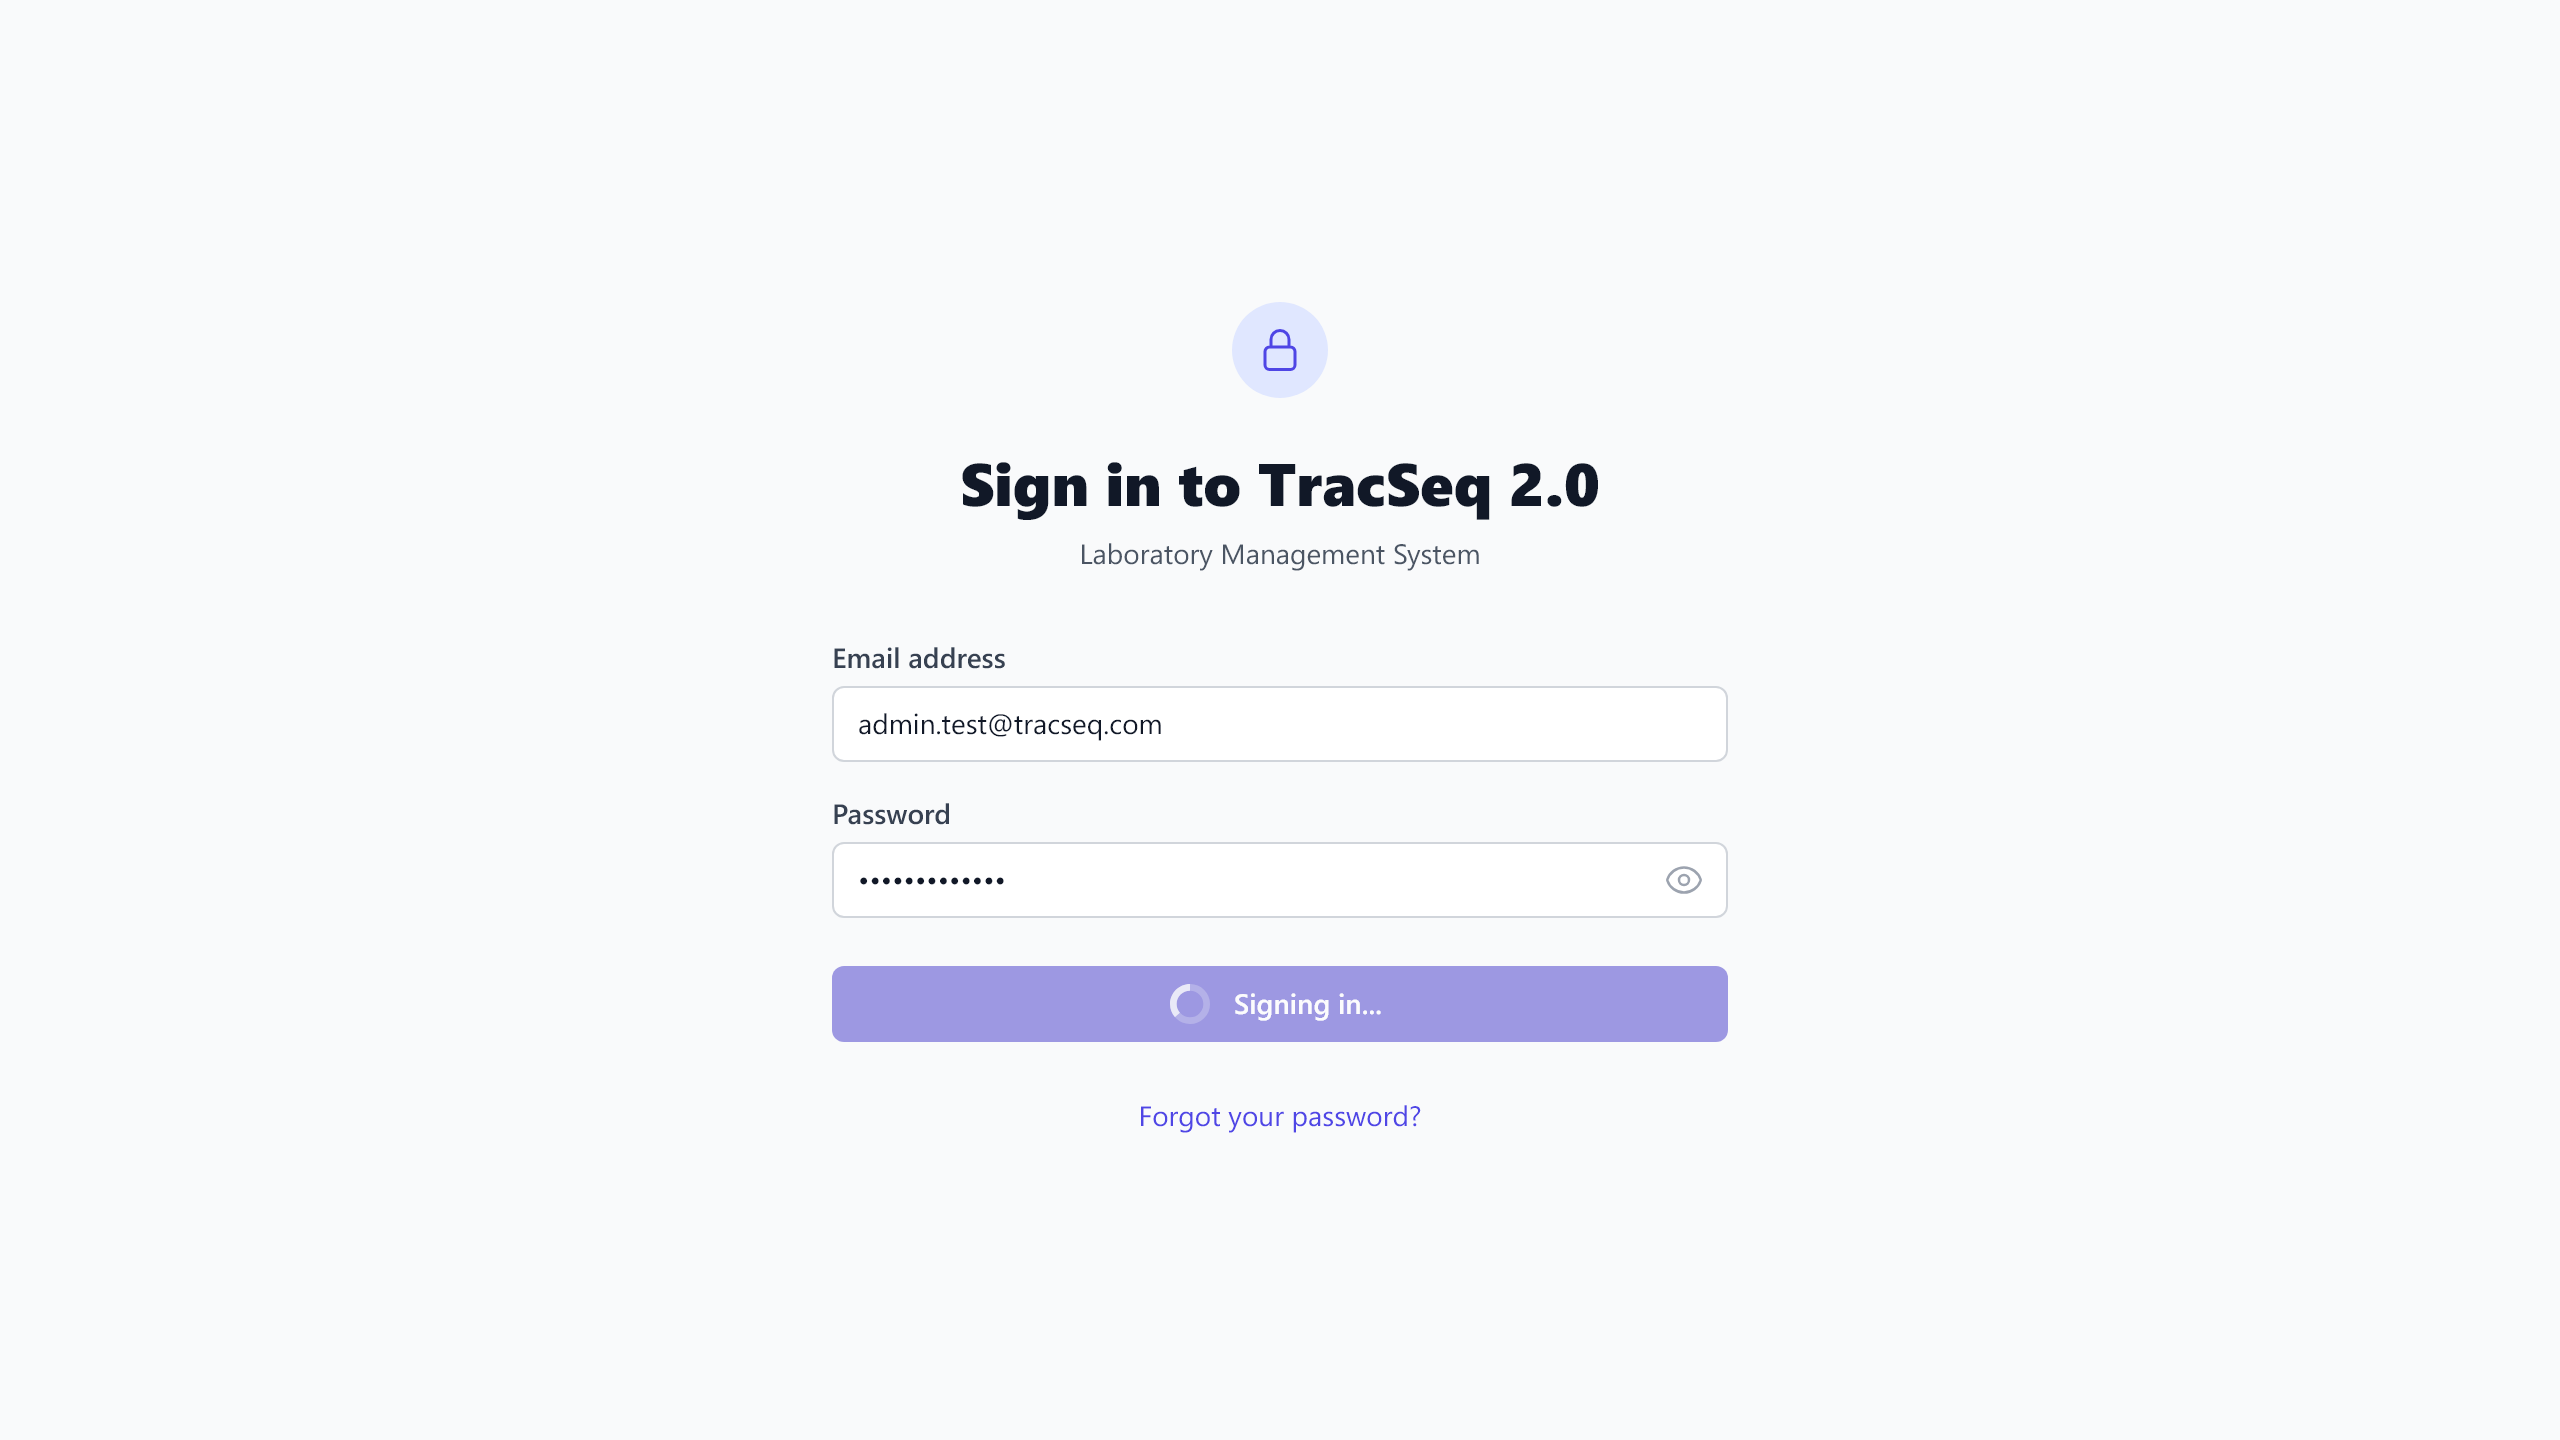 Sign in to TracSeq 2.0
Laboratory Management System
Email address
admin.test@tracseq.com
Password
•••••••••••••
Signing in...
Forgot your password?